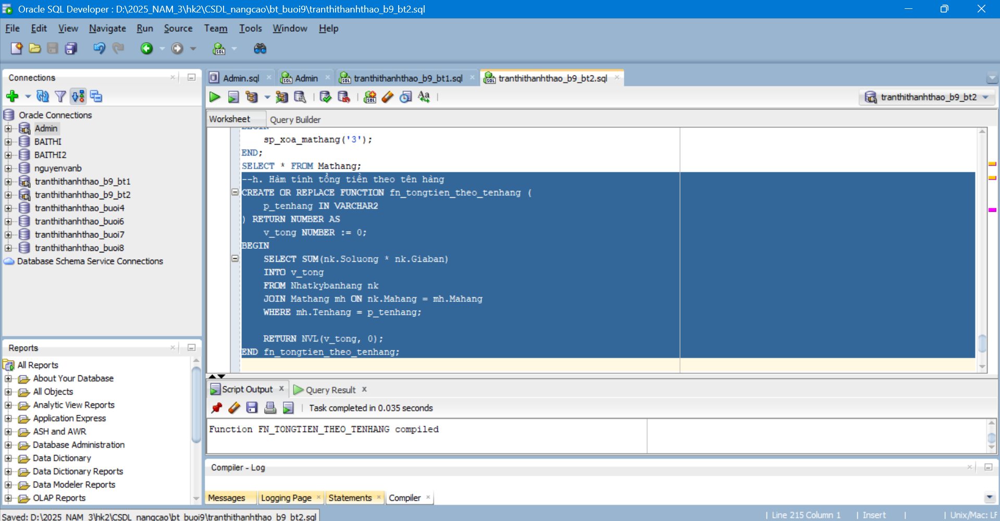 Oracle SQL Developer : D:\2025_NAM_3\hk2\CSDL_nangcao\bt_buoi9\tranthithanhthao_b9_bt2.sql
File Edit View Navigate Run Source Team Tools Window Help
Connections
Oracle Connections
Admin
BAITHI
BAITHI2
nguyenvanb
tranthithanhthao_b9_bt1
tranthithanhthao_b9_bt2
tranthithanhthao_buoi4
tranthithanhthao_buoi6
tranthithanhthao_buoi7
tranthithanhthao_buoi8
Database Schema Service Connections
Reports
All Reports
About Your Database
All Objects
Analytic View Reports
Application Express
ASH and AWR
Database Administration
Data Dictionary
Data Dictionary Reports
Data Modeler Reports
OLAP Reports
Admin.sql Admin tranthithanhthao_b9_bt1.sql tranthithanhthao_b9_bt2.sql
tranthithanhthao_b9_bt2
Worksheet Query Builder
BEGIN
sp_xoa_mathang('3');
END;
SELECT * FROM Mathang;
--h. Hàm tính tổng tiền theo tên hàng
CREATE OR REPLACE FUNCTION fn_tongtien_theo_tenhang (
p_tenhang IN VARCHAR2
) RETURN NUMBER AS
v_tong NUMBER := 0;
BEGIN
SELECT SUM(nk.Soluong * nk.Giaban)
INTO v_tong
FROM Nhatkybanhang nk
JOIN Mathang mh ON nk.Mahang = mh.Mahang
WHERE mh.Tenhang = p_tenhang;
RETURN NVL(v_tong, 0);
END fn_tongtien_theo_tenhang;
Script Output x Query Result x
Task completed in 0.035 seconds
Function FN_TONGTIEN_THEO_TENHANG compiled
Compiler - Log
Messages Logging Page Statements Compiler
Saved: D:\2025_NAM_3\hk2\CSDL_nangcao\bt_buoi9\tranthithanhthao_b9_bt2.sql
Line 215 Column 1 | Insert | | Unix/Mac: LF